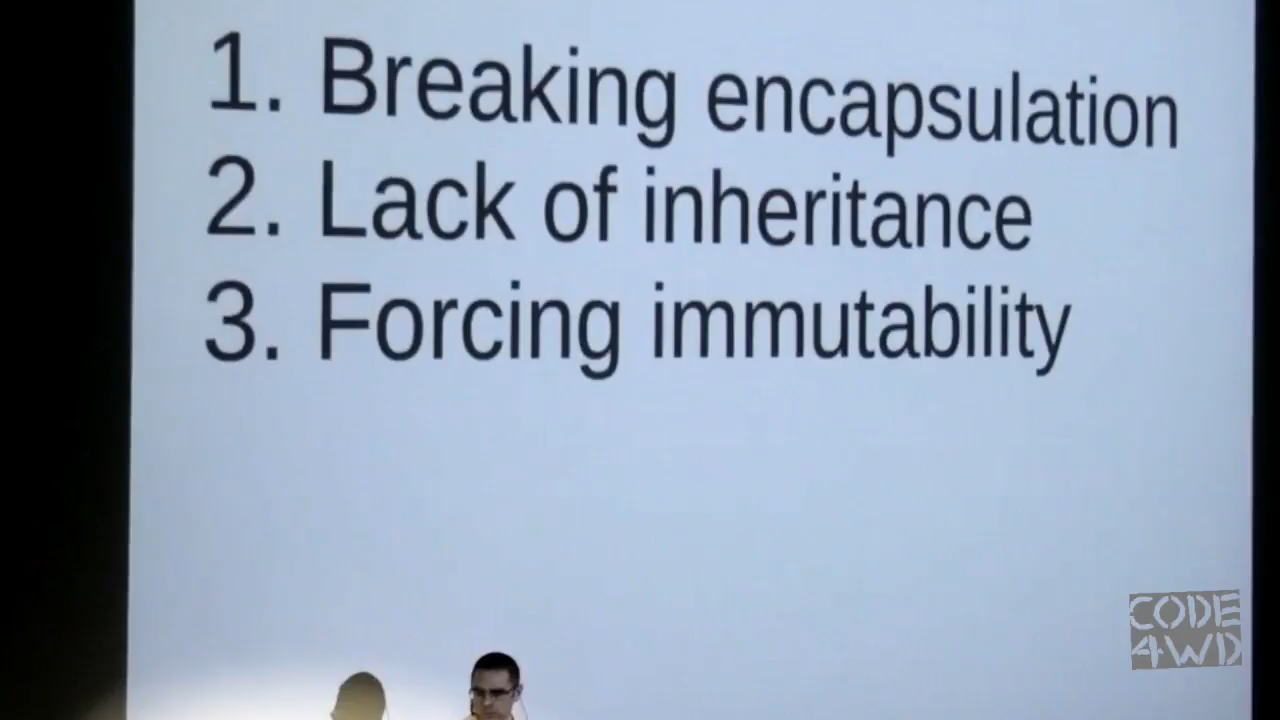 1. Breaking encapsulation
2. Lack of inheritance
3. Forcing immutability
CODE
4WD